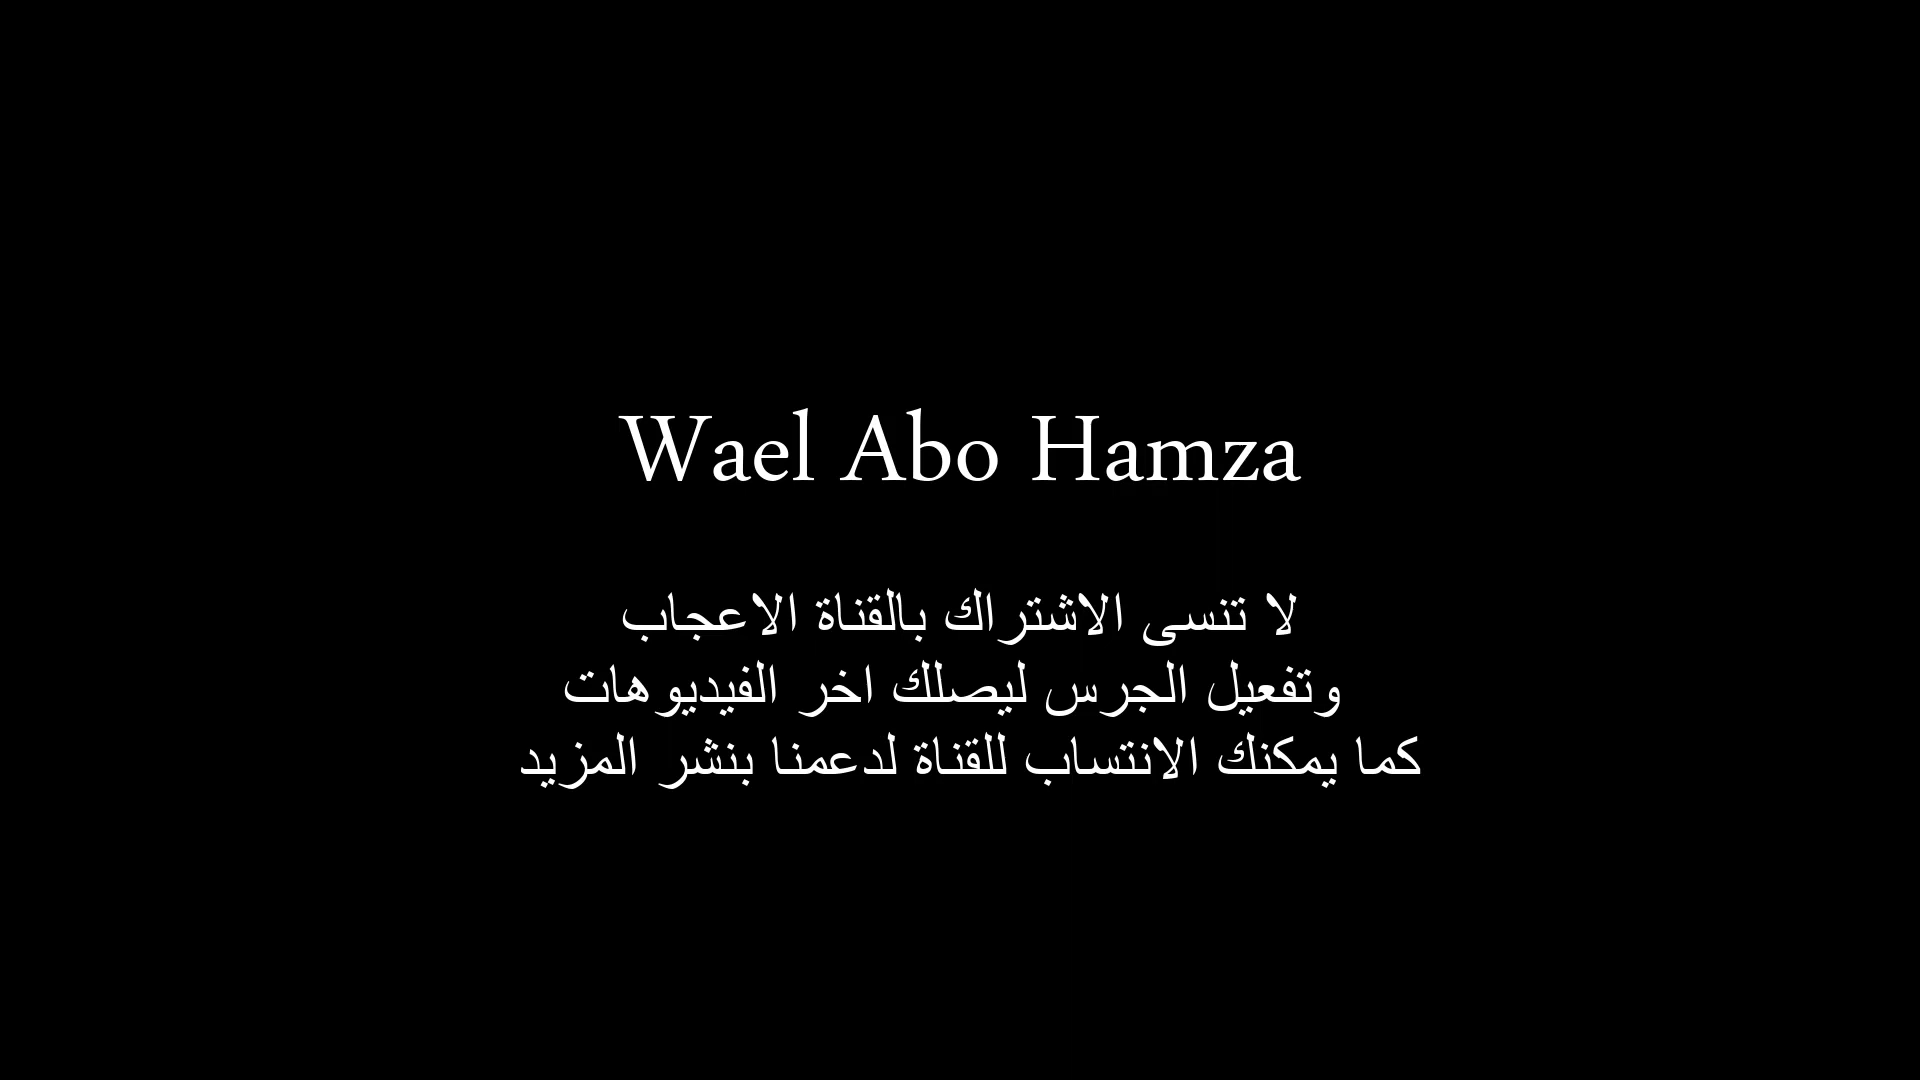 Wael Abo Hamza
لا تنسى الاشتراك بالقناة الاعجاب
وتفعيل الجرس ليصلك اخر الفيديوهات
كما يمكنك الانتساب للقناة لدعمنا بنشر المزيد